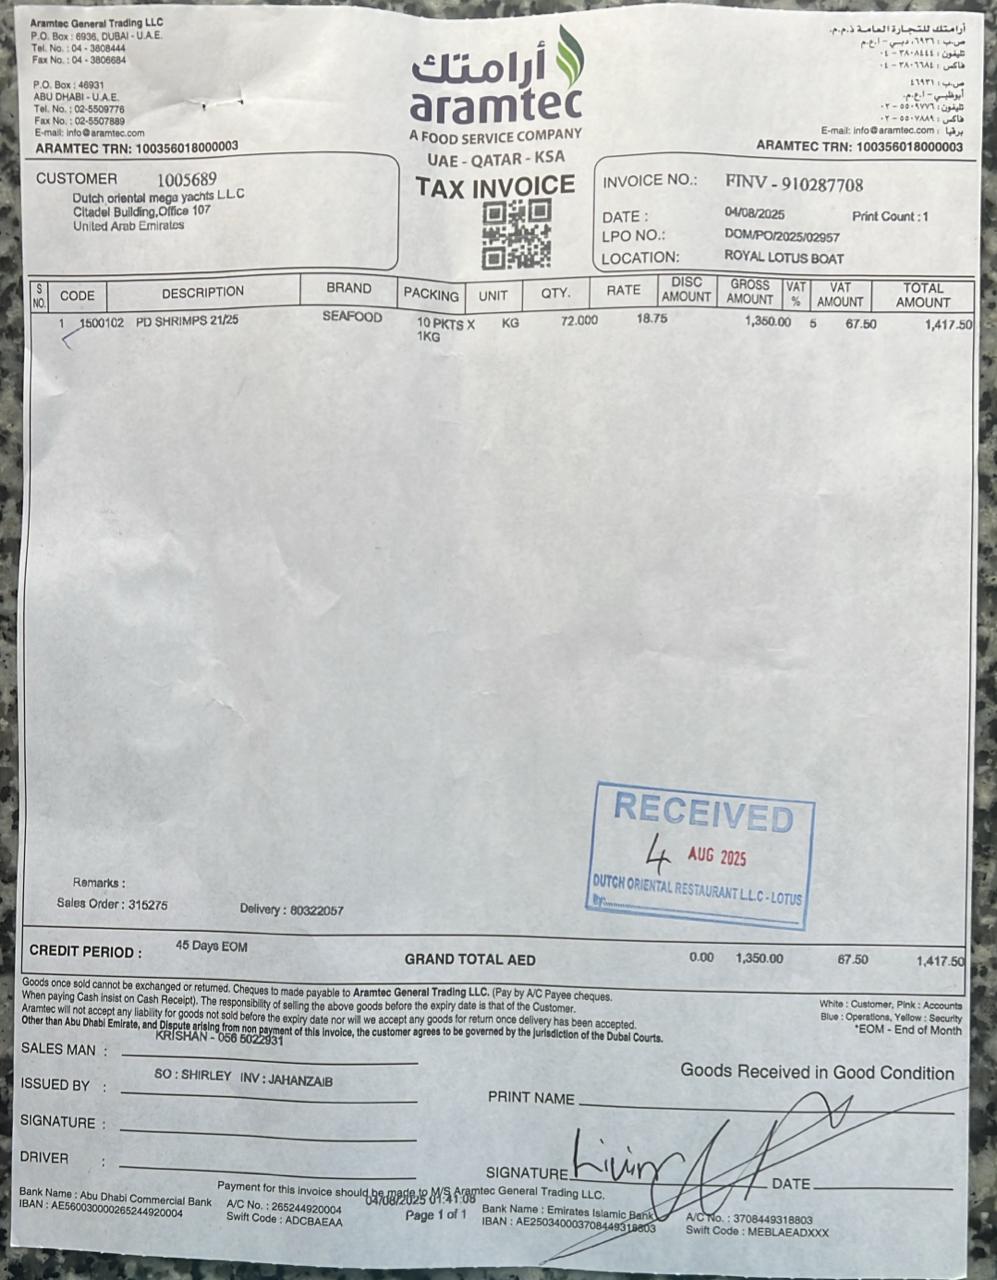 Aramtec General Trading LLC
P.O. Box : 6936, DUBAI - U.A.E.
Tel. No. : 04 - 3808444
Fax No. : 04 - 3806684
P.O. Box : 46931
ABU DHABI - U.A.E.
Tel. No. : 02-5509776
Fax No. : 02-5507889
E-mail: info@aramtec.com
ARAMTEC TRN: 100356018000003
أرامتك
aramtec
A FOOD SERVICE COMPANY
UAE - QATAR - KSA
TAX INVOICE
أرامتك للتجارة العامة ذ.م.م.
ص.ب : ٦٩٣٦، دبي - ا.ع.م
تليفون : ٣٨٠٨٤٤٤ - ٠٤
فاكس : ٣٨٠٦٦٨٤ - ٠٤
ص.ب : ٤٦٩٣١
أبوظبي - ا.ع.م.
تليفون : ٥٥٠٩٧٧٦ - ٠٢
فاكس : ٥٥٠٧٨٨٩ - ٠٢
E-mail: info@aramtec.com : برقيا
ARAMTEC TRN: 100356018000003
CUSTOMER 1005689
Dutch oriental mega yachts L.L.C
Citadel Building,Office 107
United Arab Emirates
INVOICE NO.: FINV - 910287708
DATE : 04/08/2025 Print Count : 1
LPO NO.: DOM/PO/2025/02957
LOCATION: ROYAL LOTUS BOAT
S NO. CODE DESCRIPTION BRAND PACKING UNIT QTY. RATE DISC AMOUNT GROSS AMOUNT VAT % VAT AMOUNT TOTAL AMOUNT
1 1500102 PD SHRIMPS 21/25 SEAFOOD 10 PKTS X KG 72.000 18.75 1,350.00 5 67.50 1,417.50
1KG
RECEIVED
4 AUG 2025
DUTCH ORIENTAL RESTAURANT L.L.C - LOTUS
By:
Remarks :
Sales Order : 315275 Delivery : 80322057
CREDIT PERIOD : 45 Days EOM GRAND TOTAL AED 0.00 1,350.00 67.50 1,417.50
Goods once sold cannot be exchanged or returned. Cheques to made payable to Aramtec General Trading LLC. (Pay by A/C Payee cheques.
When paying Cash insist on Cash Receipt). The responsibility of selling the above goods before the expiry date is that of the Customer.
Aramtec will not accept any liability for goods not sold before the expiry date nor will we accept any goods for return once delivery has been accepted.
Other than Abu Dhabi Emirate, and Dispute arising from non payment of this invoice, the customer agrees to be governed by the jurisdiction of the Dubai Courts.
White : Customer, Pink : Accounts
Blue : Operations, Yellow : Security
*EOM - End of Month
SALES MAN : KRISHAN - 056 5022931
ISSUED BY : SO : SHIRLEY INV : JAHANZAIB
SIGNATURE :
DRIVER :
Goods Received in Good Condition
PRINT NAME
SIGNATURE
DATE
Payment for this invoice should be made to M/S Aramtec General Trading LLC.
04/08/2025 01:41:08
Page 1 of 1
Bank Name : Abu Dhabi Commercial Bank A/C No. : 265244920004
IBAN : AE560030000265244920004 Swift Code : ADCBAEAA
Bank Name : Emirates Islamic Bank A/C No. : 3708449318803
IBAN : AE250340003708449318803 Swift Code : MEBLAEADXXX